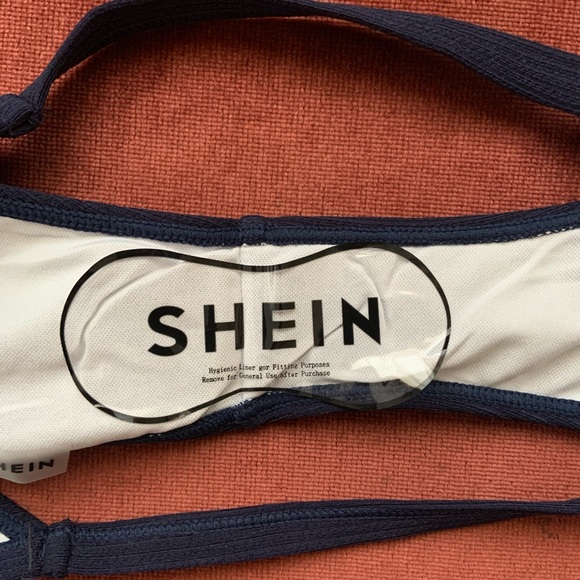 SHEIN
Hygienic Liner gor Fitting Purposes
Remove for General Use After Purchase
HEIN